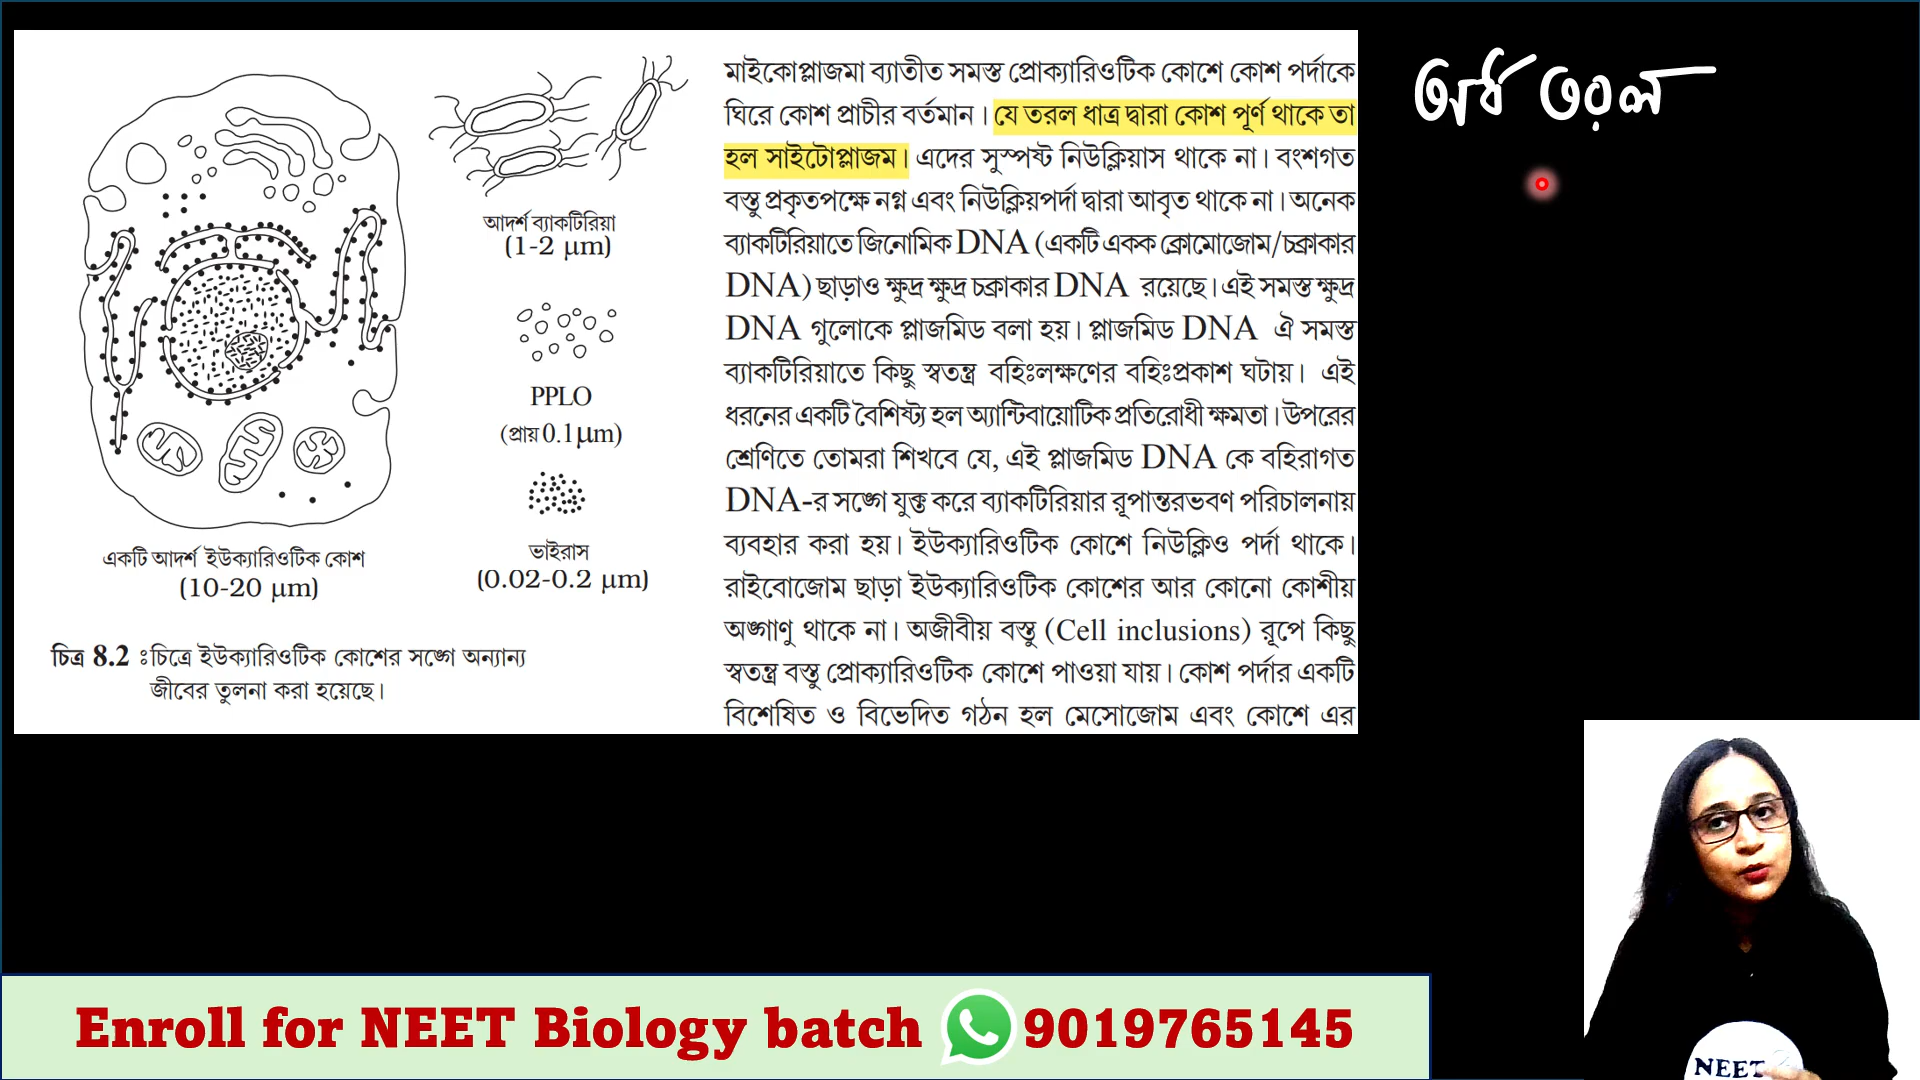 আদর্শ ব্যাকটিরিয়া
(1-2 μm)
PPLO
(প্রায় 0.1μm)
ভাইরাস
(0.02-0.2 μm)
একটি আদর্শ ইউক্যারিওটিক কোশ
(10-20 μm)
চিত্র 8.2 ঃ চিত্রে ইউক্যারিওটিক কোশের সঙ্গে অন্যান্য
জীবের তুলনা করা হয়েছে।
মাইকোপ্লাজমা ব্যাতীত সমস্ত প্রোক্যারিওটিক কোশে কোশ পর্দাকে
ঘিরে কোশ প্রাচীর বর্তমান। যে তরল ধাত্র দ্বারা কোশ পূর্ণ থাকে তা
হল সাইটোপ্লাজম। এদের সুস্পষ্ট নিউক্লিয়াস থাকে না। বংশগত
বস্তু প্রকৃতপক্ষে নগ্ন এবং নিউক্লিয়পর্দা দ্বারা আবৃত থাকে না। অনেক
ব্যাকটিরিয়াতে জিনোমিক DNA (একটি একক ক্রোমোজোম/চক্রাকার
DNA) ছাড়াও ক্ষুদ্র ক্ষুদ্র চক্রাকার DNA রয়েছে। এই সমস্ত ক্ষুদ্র
DNA গুলোকে প্লাজমিড বলা হয়। প্লাজমিড DNA ঐ সমস্ত
ব্যাকটিরিয়াতে কিছু স্বতন্ত্র বহিঃলক্ষণের বহিঃপ্রকাশ ঘটায়। এই
ধরনের একটি বৈশিষ্ট্য হল অ্যান্টিবায়োটিক প্রতিরোধী ক্ষমতা। উপরের
শ্রেণিতে তোমরা শিখবে যে, এই প্লাজমিড DNA কে বহিরাগত
DNA-র সঙ্গে যুক্ত করে ব্যাকটিরিয়ার রূপান্তরভবণ পরিচালনায়
ব্যবহার করা হয়। ইউক্যারিওটিক কোশে নিউক্লিও পর্দা থাকে।
রাইবোজোম ছাড়া ইউক্যারিওটিক কোশের আর কোনো কোশীয়
অঙ্গাণু থাকে না। অজীবীয় বস্তু (Cell inclusions) রূপে কিছু
স্বতন্ত্র বস্তু প্রোক্যারিওটিক কোশে পাওয়া যায়। কোশ পর্দার একটি
বিশেষিত ও বিভেদিত গঠন হল মেসোজোম এবং কোশে এর
অর্ধ তরল
Enroll for NEET Biology batch 9019765145
NEET